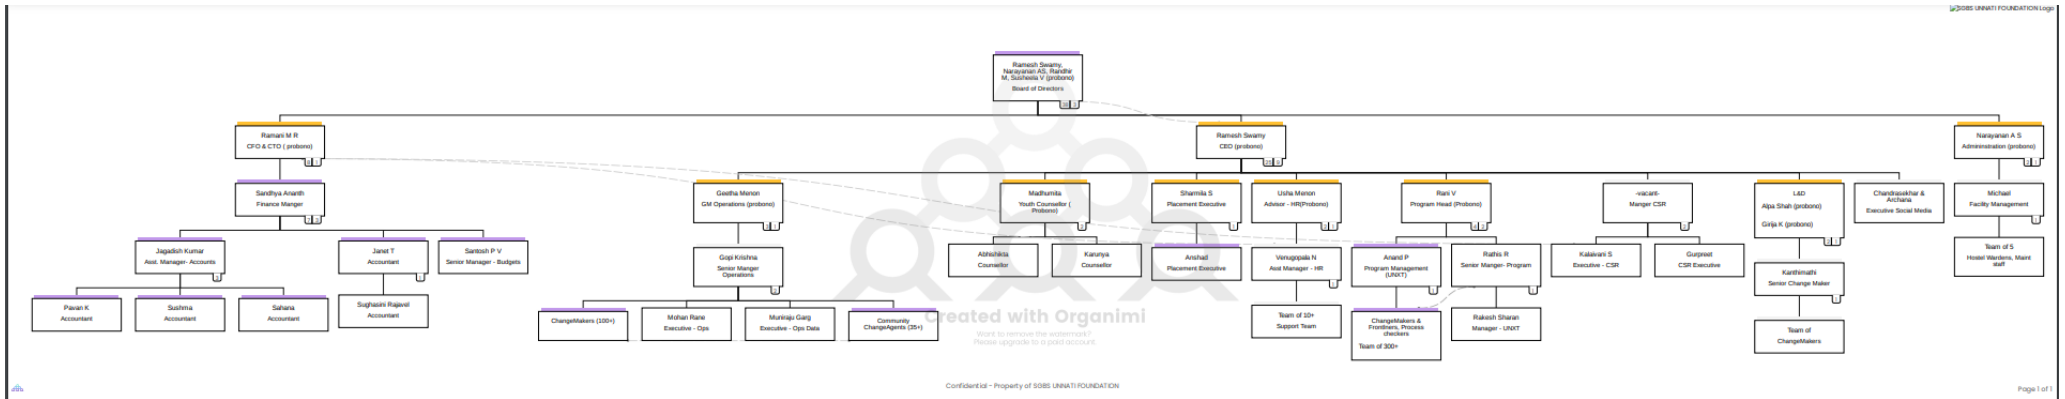 SGBS UNNATI FOUNDATION Logo
Ramesh Swamy,
Narayanan AS, Randhir
M, Susheela V (probono)
Board of Directors
Ramani M R
CFO & CTO ( probono)
Ramesh Swamy
CEO (probono)
Narayanan A S
Admininstration (probono)
Sandhya Ananth
Finance Manger
Geetha Menon
GM Operations (probono)
Madhumita
Youth Counsellor (
Probono)
Sharmila S
Placement Executive
Usha Menon
Advisor - HR(Probono)
Rani V
Program Head (Probono)
-vacant-
Manger CSR
L&D
Alpa Shah (probono)
Girija K (probono)
Chandrasekhar &
Archana
Executive Social Media
Michael
Facility Management
Jagadish Kumar
Asst. Manager- Accounts
Janet T
Accountant
Santosh P V
Senior Manager - Budgets
Gopi Krishna
Senior Manger
Operations
Abhishikta
Counsellor
Karunya
Counsellor
Anshad
Placement Executive
Venugopala N
Asst Manager - HR
Anand P
Program Management
(UNXT)
Rathis R
Senior Manger- Program
Kalaivani S
Executive - CSR
Gurpreet
CSR Executive
Kanthimathi
Senior Change Maker
Team of 5
Hostel Wardens, Maint
staff
Pavan K
Accountant
Sushma
Accountant
Sahana
Accountant
Sughasini Rajavel
Accountant
ChangeMakers (100+)
Mohan Rane
Executive - Ops
Muniraju Garg
Executive - Ops Data
Community
ChangeAgents (35+)
Team of 10+
Support Team
ChangeMakers &
Frontliners, Process
checkers
Team of 300+
Rakesh Sharan
Manager - UNXT
Team of
ChangeMakers
Created with Organimi
Want to remove the watermark?
Please upgrade to a paid account
Confidential - Property of SGBS UNNATI FOUNDATION
Page 1 of 1